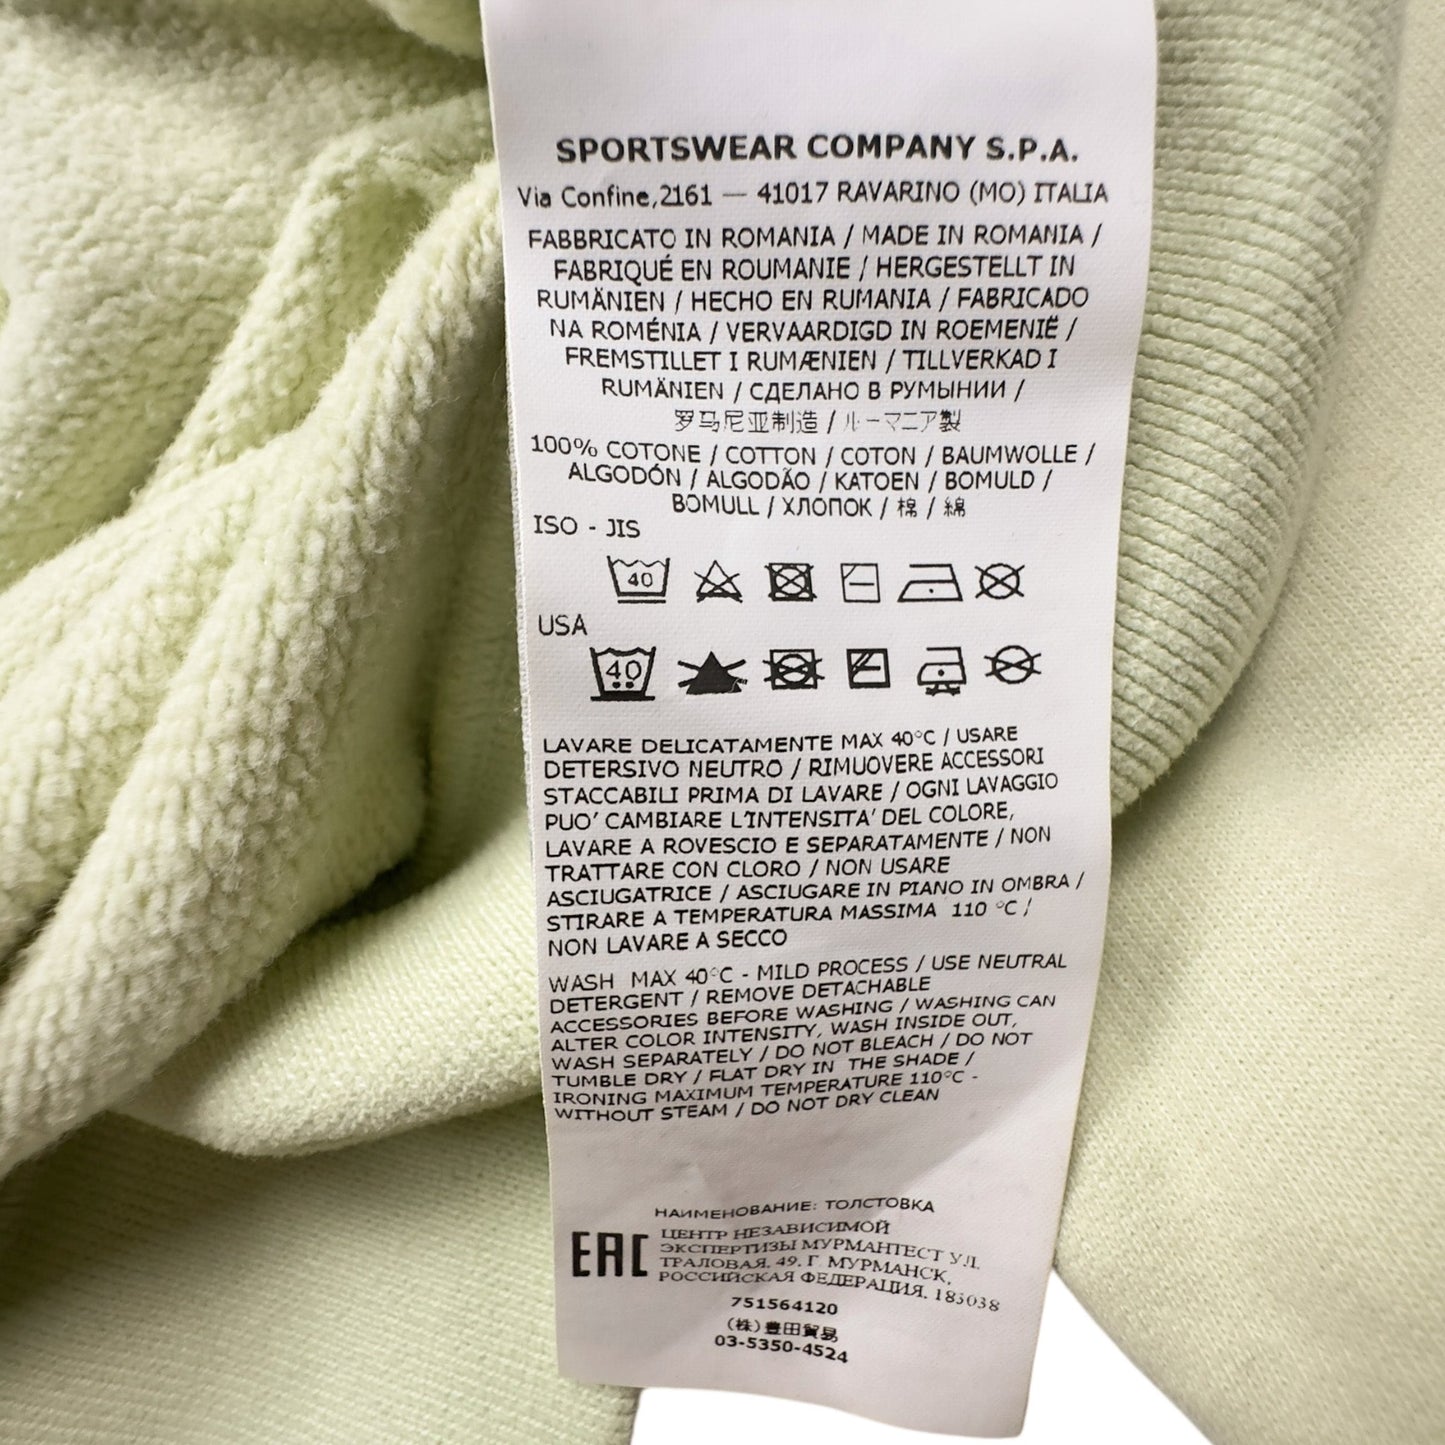 SPORTSWEAR COMPANY S.P.A.
Via Confine,2161 — 41017 RAVARINO (MO) ITALIA
FABBRICATO IN ROMANIA / MADE IN ROMANIA /
FABRIQUÉ EN ROUMANIE / HERGESTELLT IN
RUMÄNIEN / HECHO EN RUMANIA / FABRICADO
NA ROMÉNIA / VERVAARDIGD IN ROEMENIË /
FREMSTILLET I RUMÆNIEN / TILLVERKAD I
RUMÄNIEN / СДЕЛАНО В РУМЫНИИ /
罗马尼亚制造 / ルーマニア製
100% COTONE / COTTON / COTON / BAUMWOLLE /
ALGODÓN / ALGODÃO / KATOEN / BOMULD /
BOMULL / ХЛОПОК / 棉 / 綿
ISO - JIS
40
USA
40
LAVARE DELICATAMENTE MAX 40°C / USARE
DETERSIVO NEUTRO / RIMUOVERE ACCESSORI
STACCABILI PRIMA DI LAVARE / OGNI LAVAGGIO
PUO' CAMBIARE L'INTENSITA' DEL COLORE,
LAVARE A ROVESCIO E SEPARATAMENTE / NON
TRATTARE CON CLORO / NON USARE
ASCIUGATRICE / ASCIUGARE IN PIANO IN OMBRA /
STIRARE A TEMPERATURA MASSIMA 110 °C /
NON LAVARE A SECCO
WASH MAX 40°C - MILD PROCESS / USE NEUTRAL
DETERGENT / REMOVE DETACHABLE
ACCESSORIES BEFORE WASHING / WASHING CAN
ALTER COLOR INTENSITY, WASH INSIDE OUT,
WASH SEPARATELY / DO NOT BLEACH / DO NOT
TUMBLE DRY / FLAT DRY IN THE SHADE /
IRONING MAXIMUM TEMPERATURE 110°C -
WITHOUT STEAM / DO NOT DRY CLEAN
НАИМЕНОВАНИЕ: ТОЛСТОВКА
EAC
ЦЕНТР НЕЗАВИСИМОЙ
ЭКСПЕРТИЗЫ МУРМАНТЕСТ УЛ.
ТРАЛОВАЯ, 49, Г. МУРМАНСК,
РОССИЙСКАЯ ФЕДЕРАЦИЯ, 183038
751564120
(株)豊田貿易
03-5350-4524